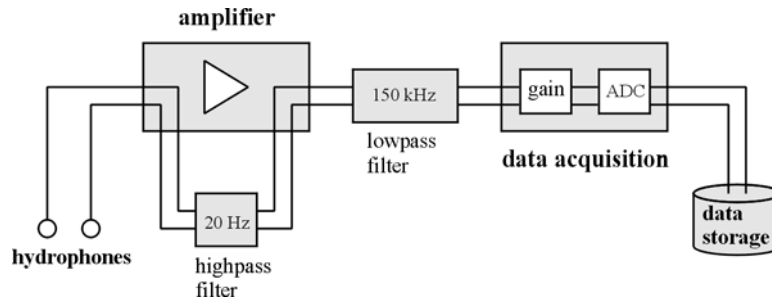 amplifier
150 kHz
lowpass
filter
gain
ADC
data acquisition
20 Hz
highpass
filter
hydrophones
data
storage